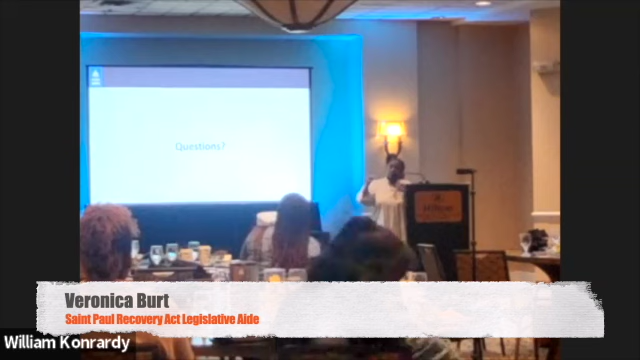 Questions?
Veronica Burt
Saint Paul Recovery Act Legislative Aide
William Konrardy